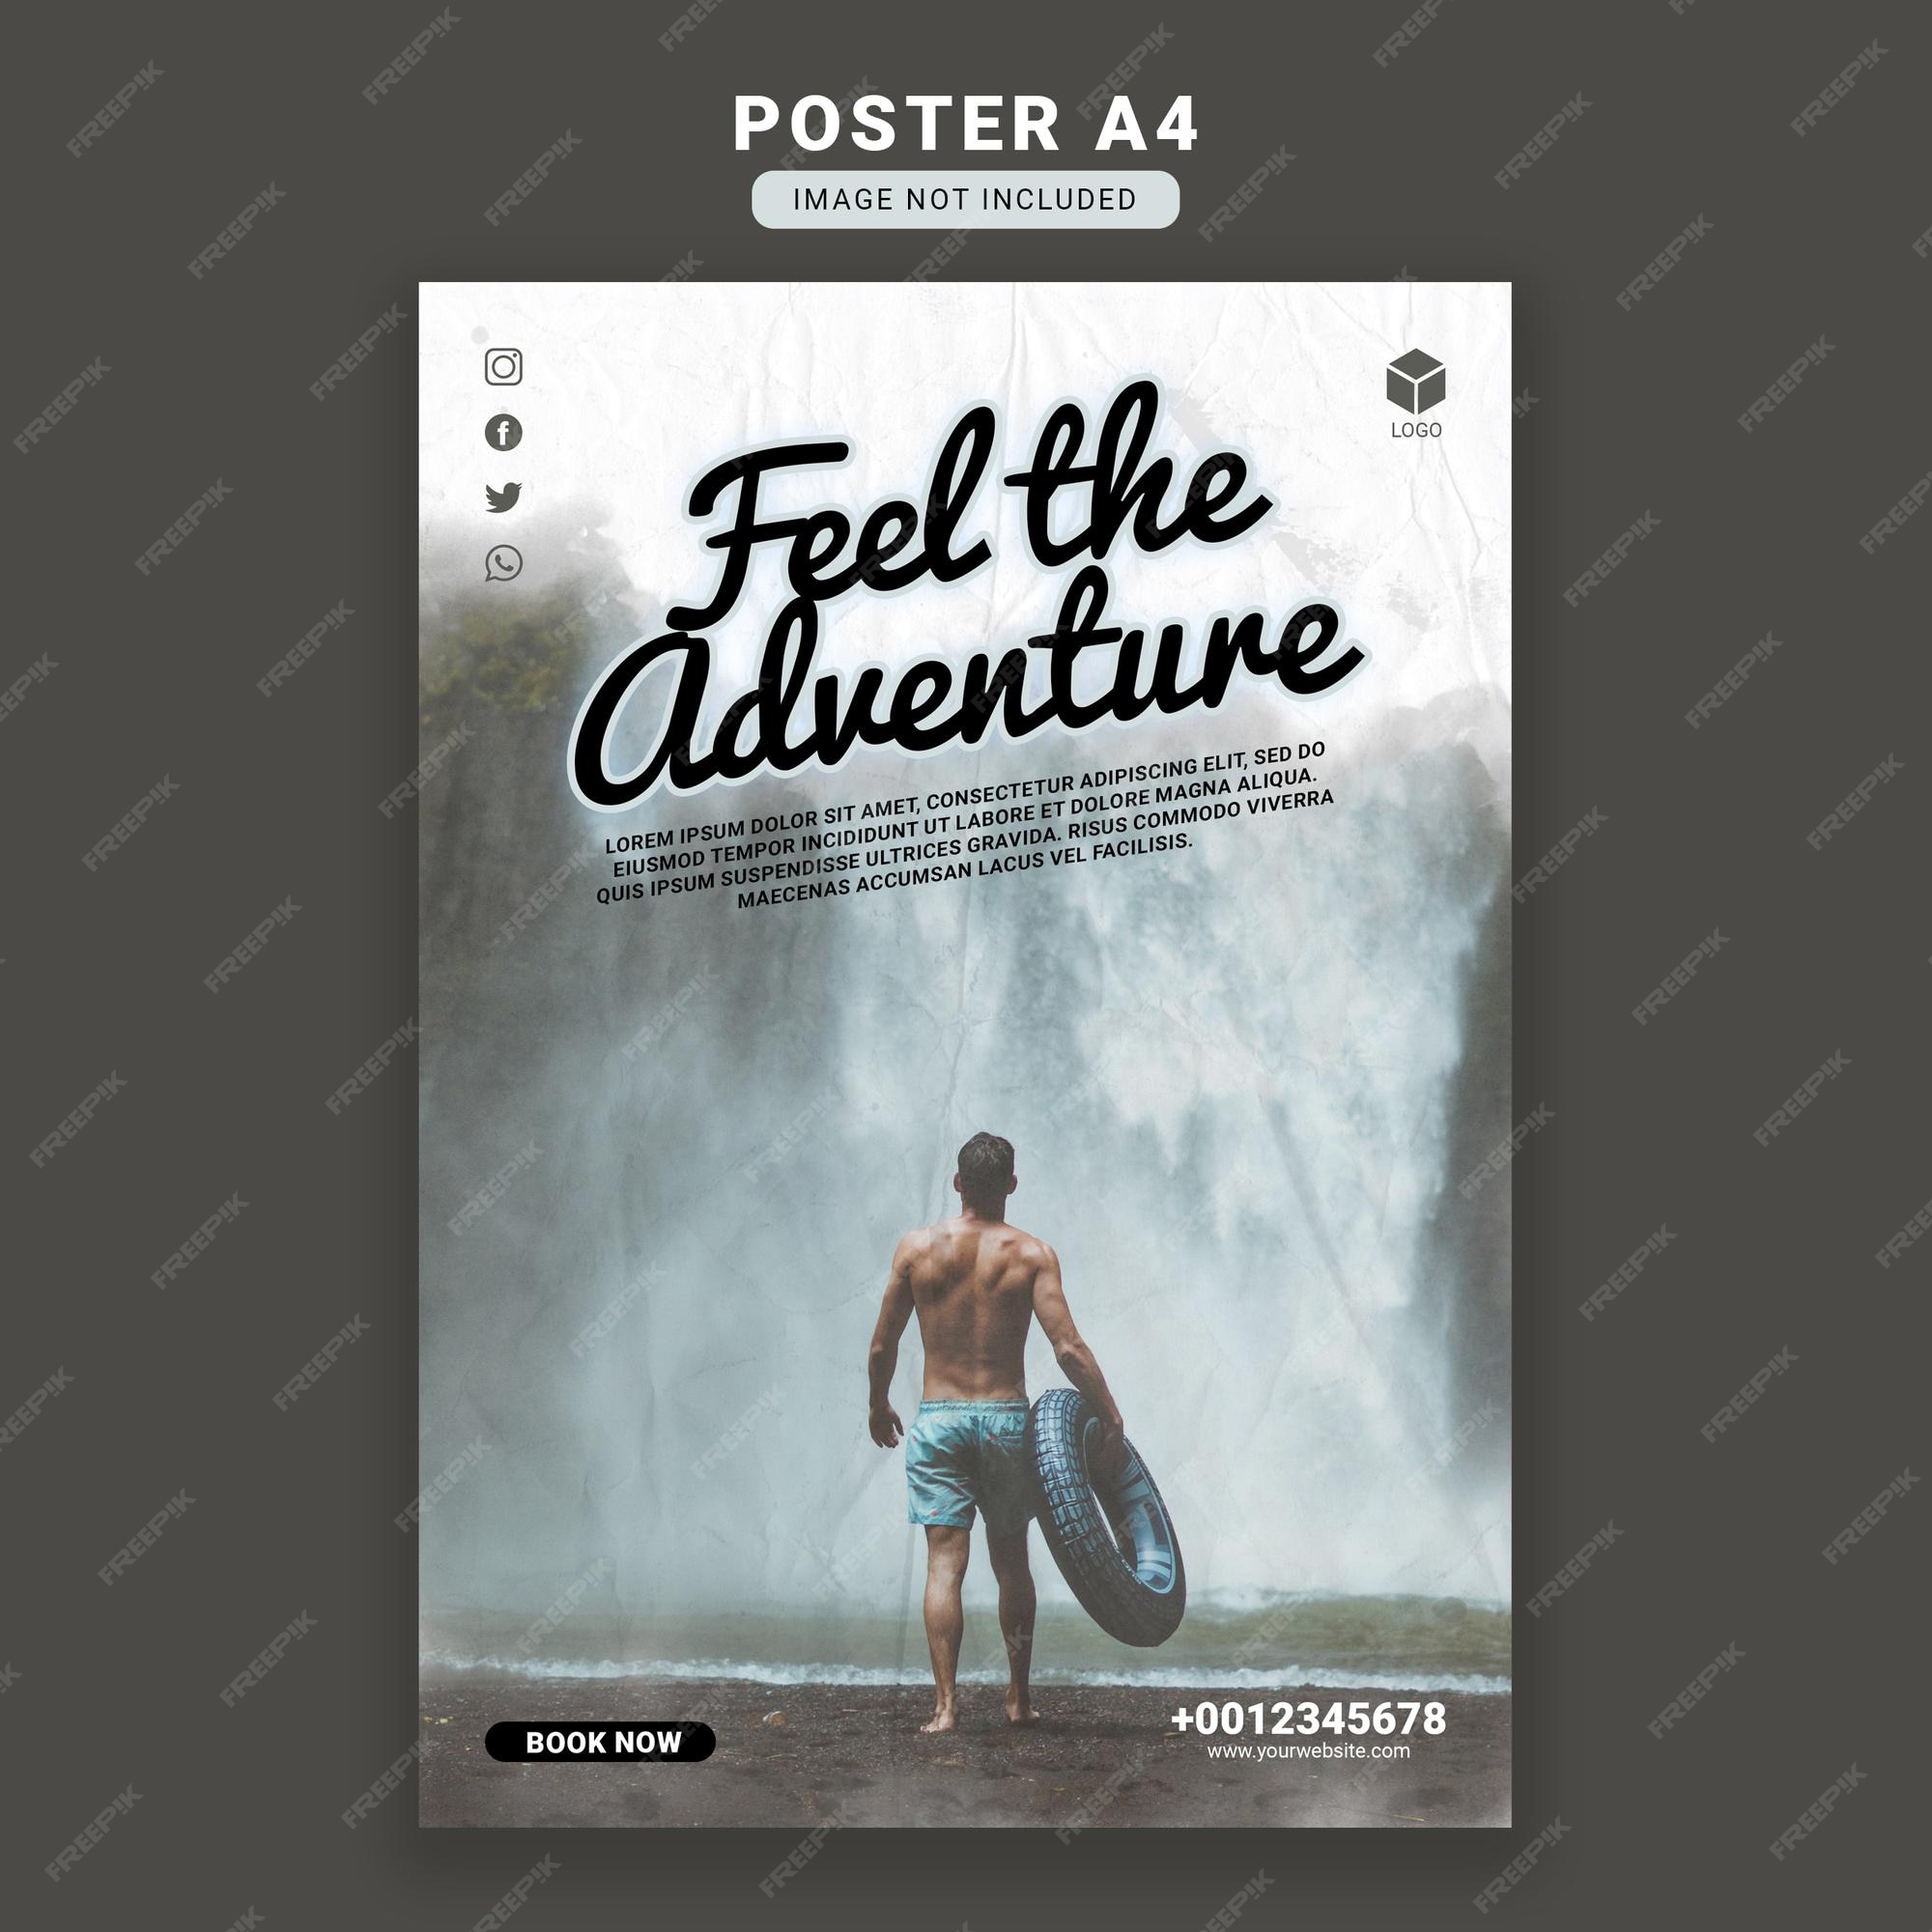 POSTER A4
IMAGE NOT INCLUDED
LOGO
Feel the
Adventure
LOREM IPSUM DOLOR SIT AMET, CONSECTETUR ADIPISCING ELIT, SED DO
EIUSMOD TEMPOR INCIDIDUNT UT LABORE ET DOLORE MAGNA ALIQUA.
QUIS IPSUM SUSPENDISSE ULTRICES GRAVIDA. RISUS COMMODO VIVERRA
MAECENAS ACCUMSAN LACUS VEL FACILISIS.
BOOK NOW
+0012345678
www.yourwebsite.com
FREEPIK